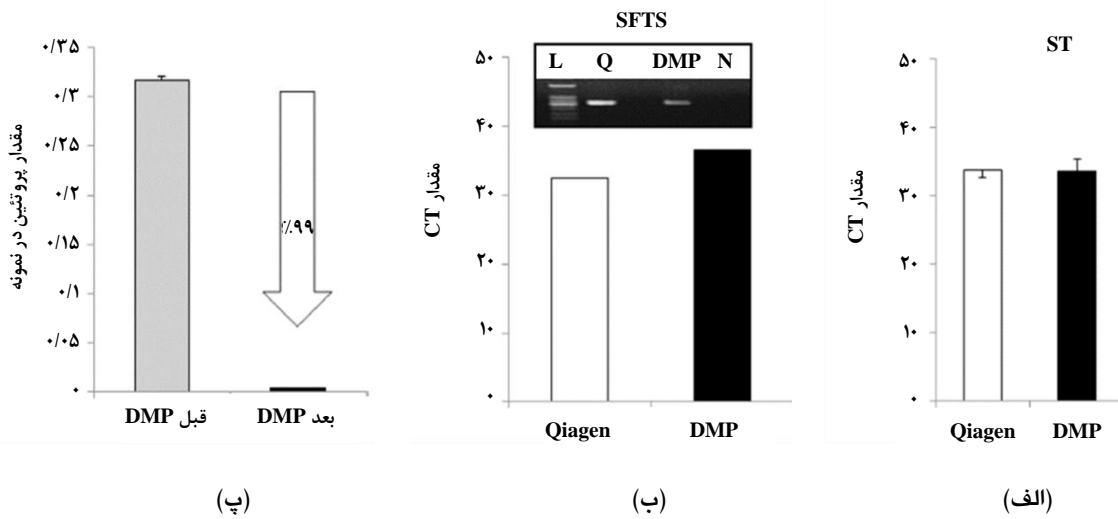 ST
مقدار CT
۵۰
۴۰
۳۰
۲۰
۱۰
۰
Qiagen DMP
(الف)
SFTS
مقدار CT
۵۰
۴۰
۳۰
۲۰
۱۰
۰
L Q DMP N
Qiagen DMP
(ب)
مقدار پروتئین در نمونه
۰/۳۵
۰/۳
۰/۲۵
۰/۲
۰/۱۵
۰/۱
۰/۰۵
۰
٪۹۹
قبل DMP
بعد DMP
(پ)